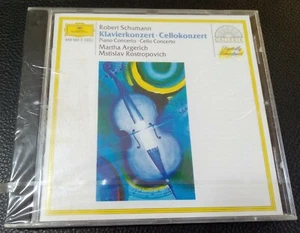 Robert Schumann
Klavierkonzert · Cellokonzert
Piano Concerto · Cello Concerto
Martha Argerich
Mstislav Rostropovich